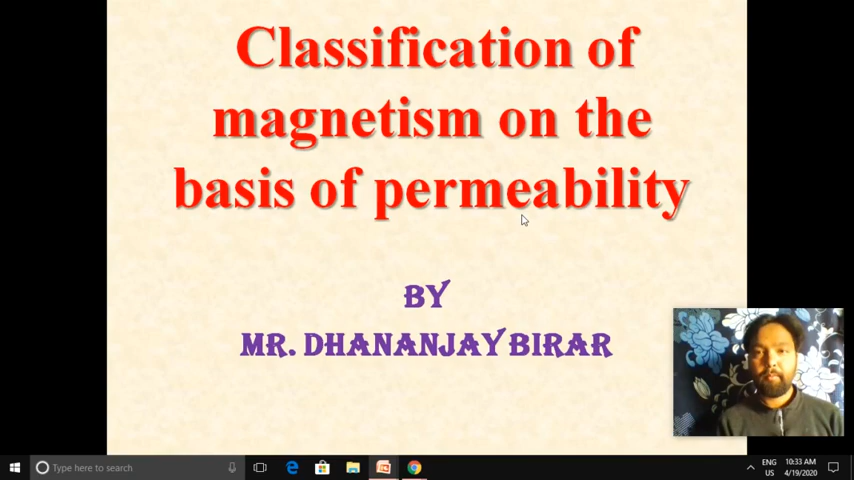 Classification of
magnetism on the
basis of permeability
BY
MR. DHANANJAY BIRAR
Type here to search
ENG
US
10:33 AM
4/19/2020